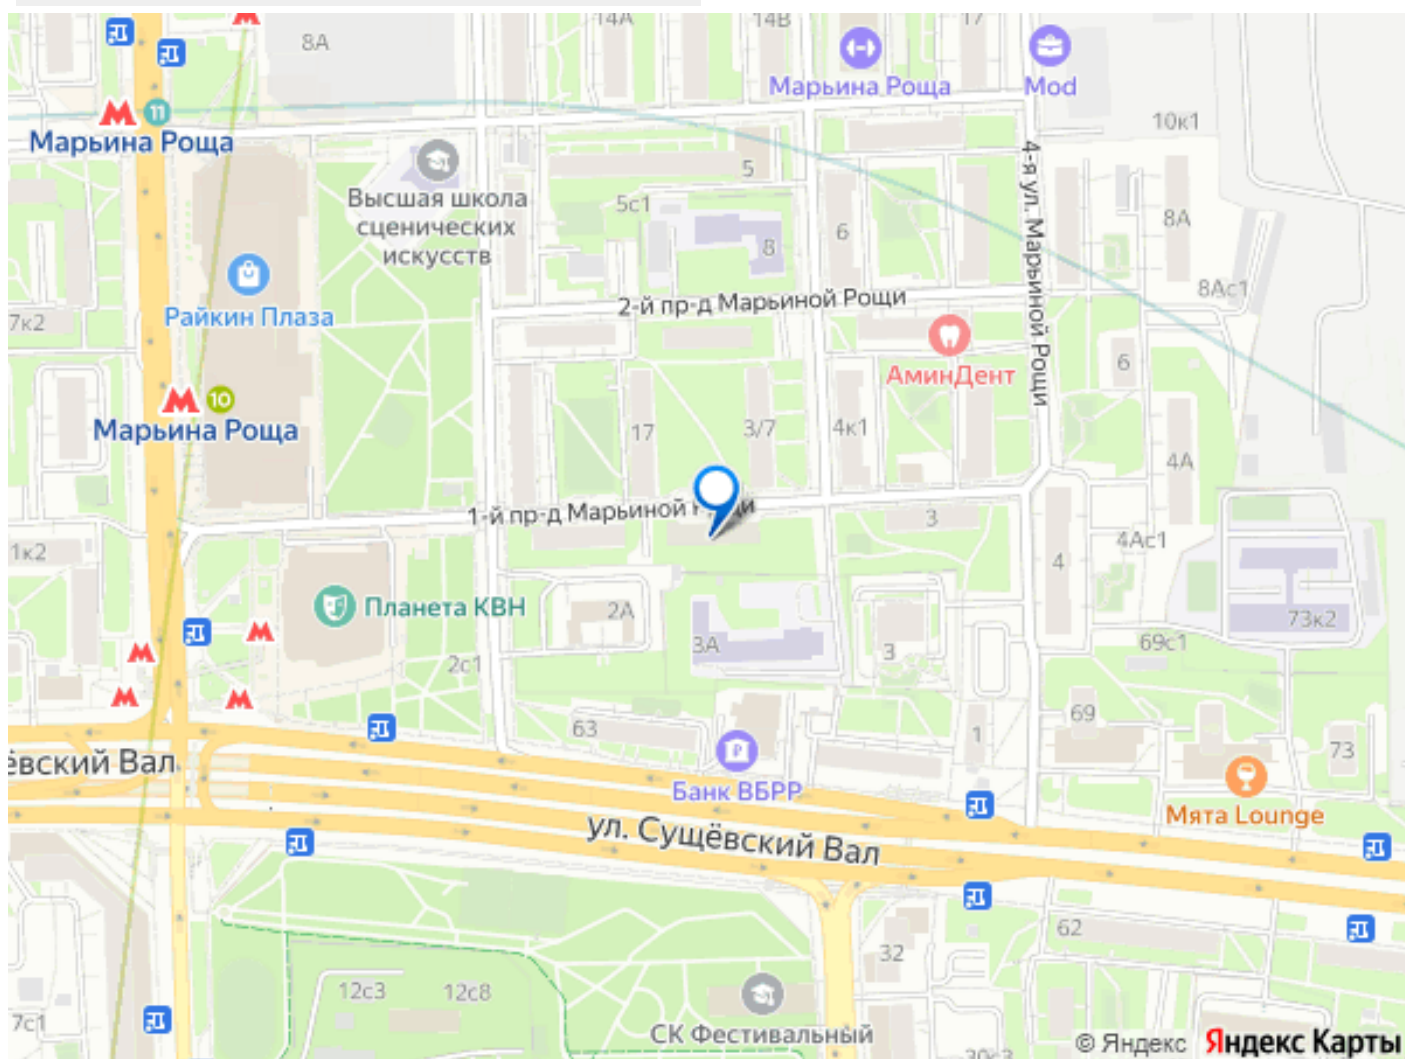 14А
14В
17
8А
Марьина Роща
Mod
11
Марьина Роща
10к1
5
Высшая школа
сценических
искусств
5с1
6
8
8А
4-я ул. Марьиной Рощи
8Ас1
2-й пр-д Марьиной Рощи
Райкин Плаза
7к2
АминДент
6
10
Марьина Роща
17
3/7
4к1
4А
1-й пр-д Марьиной
3
1к2
4Ас1
4
Планета КВН
2А
73к2
3А
3
69с1
2с1
63
69
1
73
Банк ВБРР
Мята Lounge
ёвский Вал
ул. Сущёвский Вал
62
32
12с3
12с8
7с1
СК Фестивальный
30с3
© Яндекс Яндекс Карты